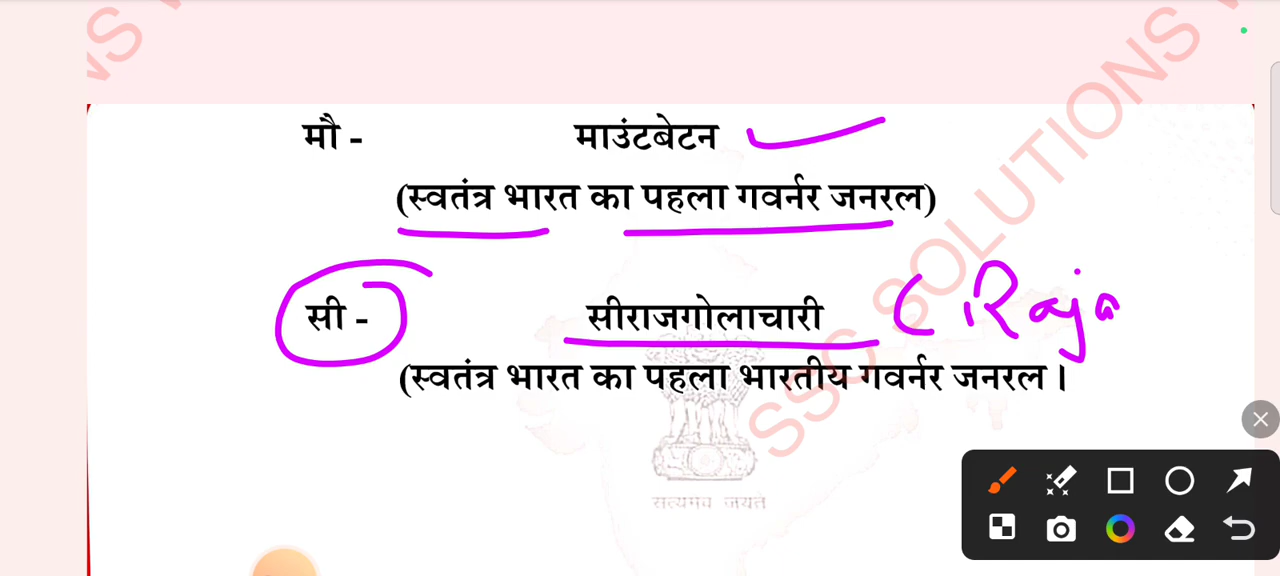 मौ - माउंटबेटन
(स्वतंत्र भारत का पहला गवर्नर जनरल)
सी - सीराजगोलाचारी C Raja
(स्वतंत्र भारत का पहला भारतीय गवर्नर जनरल।
सत्यमेव जयते
SSC SOLUTIONS
NS